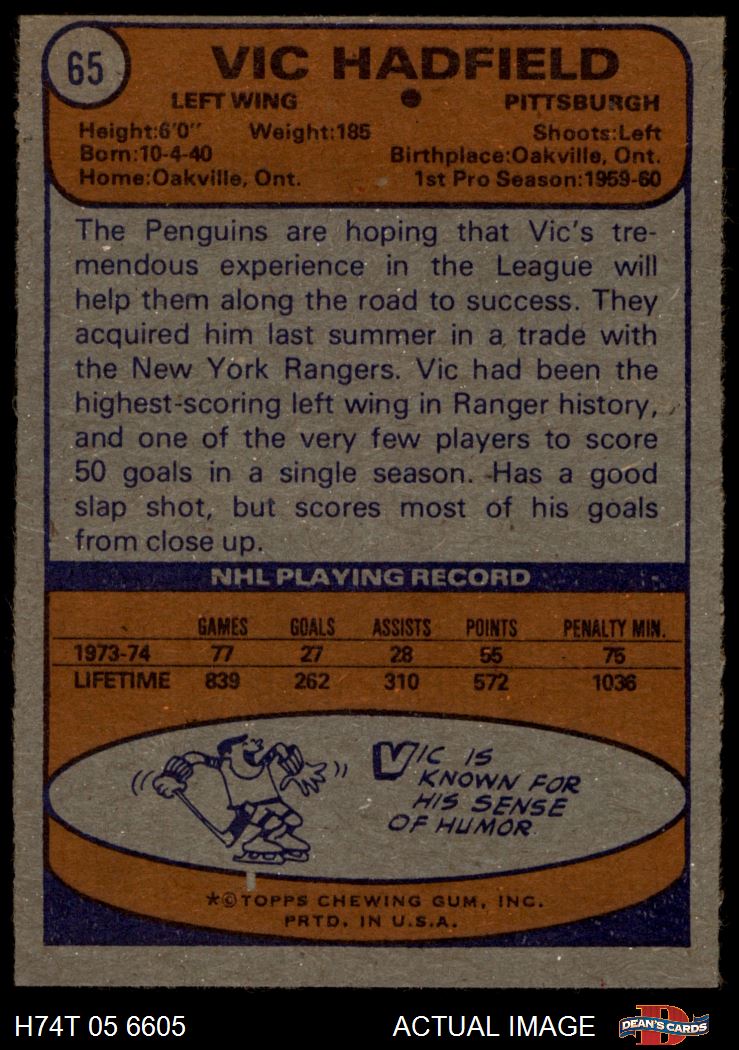 65
VIC HADFIELD
LEFT WING PITTSBURGH
Height:6'0" Weight:185 Shoots:Left
Born:10-4-40 Birthplace:Oakville, Ont.
Home:Oakville, Ont. 1st Pro Season:1959-60
The Penguins are hoping that Vic's tre-
mendous experience in the League will
help them along the road to success. They
acquired him last summer in a trade with
the New York Rangers. Vic had been the
highest-scoring left wing in Ranger history,
and one of the very few players to score
50 goals in a single season. Has a good
slap shot, but scores most of his goals
from close up.
NHL PLAYING RECORD
GAMES GOALS ASSISTS POINTS PENALTY MIN.
1973-74 77 27 28 55 75
LIFETIME 839 262 310 572 1036
VIC IS
KNOWN FOR
HIS SENSE
OF HUMOR
*©TOPPS CHEWING GUM, INC.
PRTD. IN U.S.A.
H74T 05 6605 ACTUAL IMAGE D DEAN'S CARDS